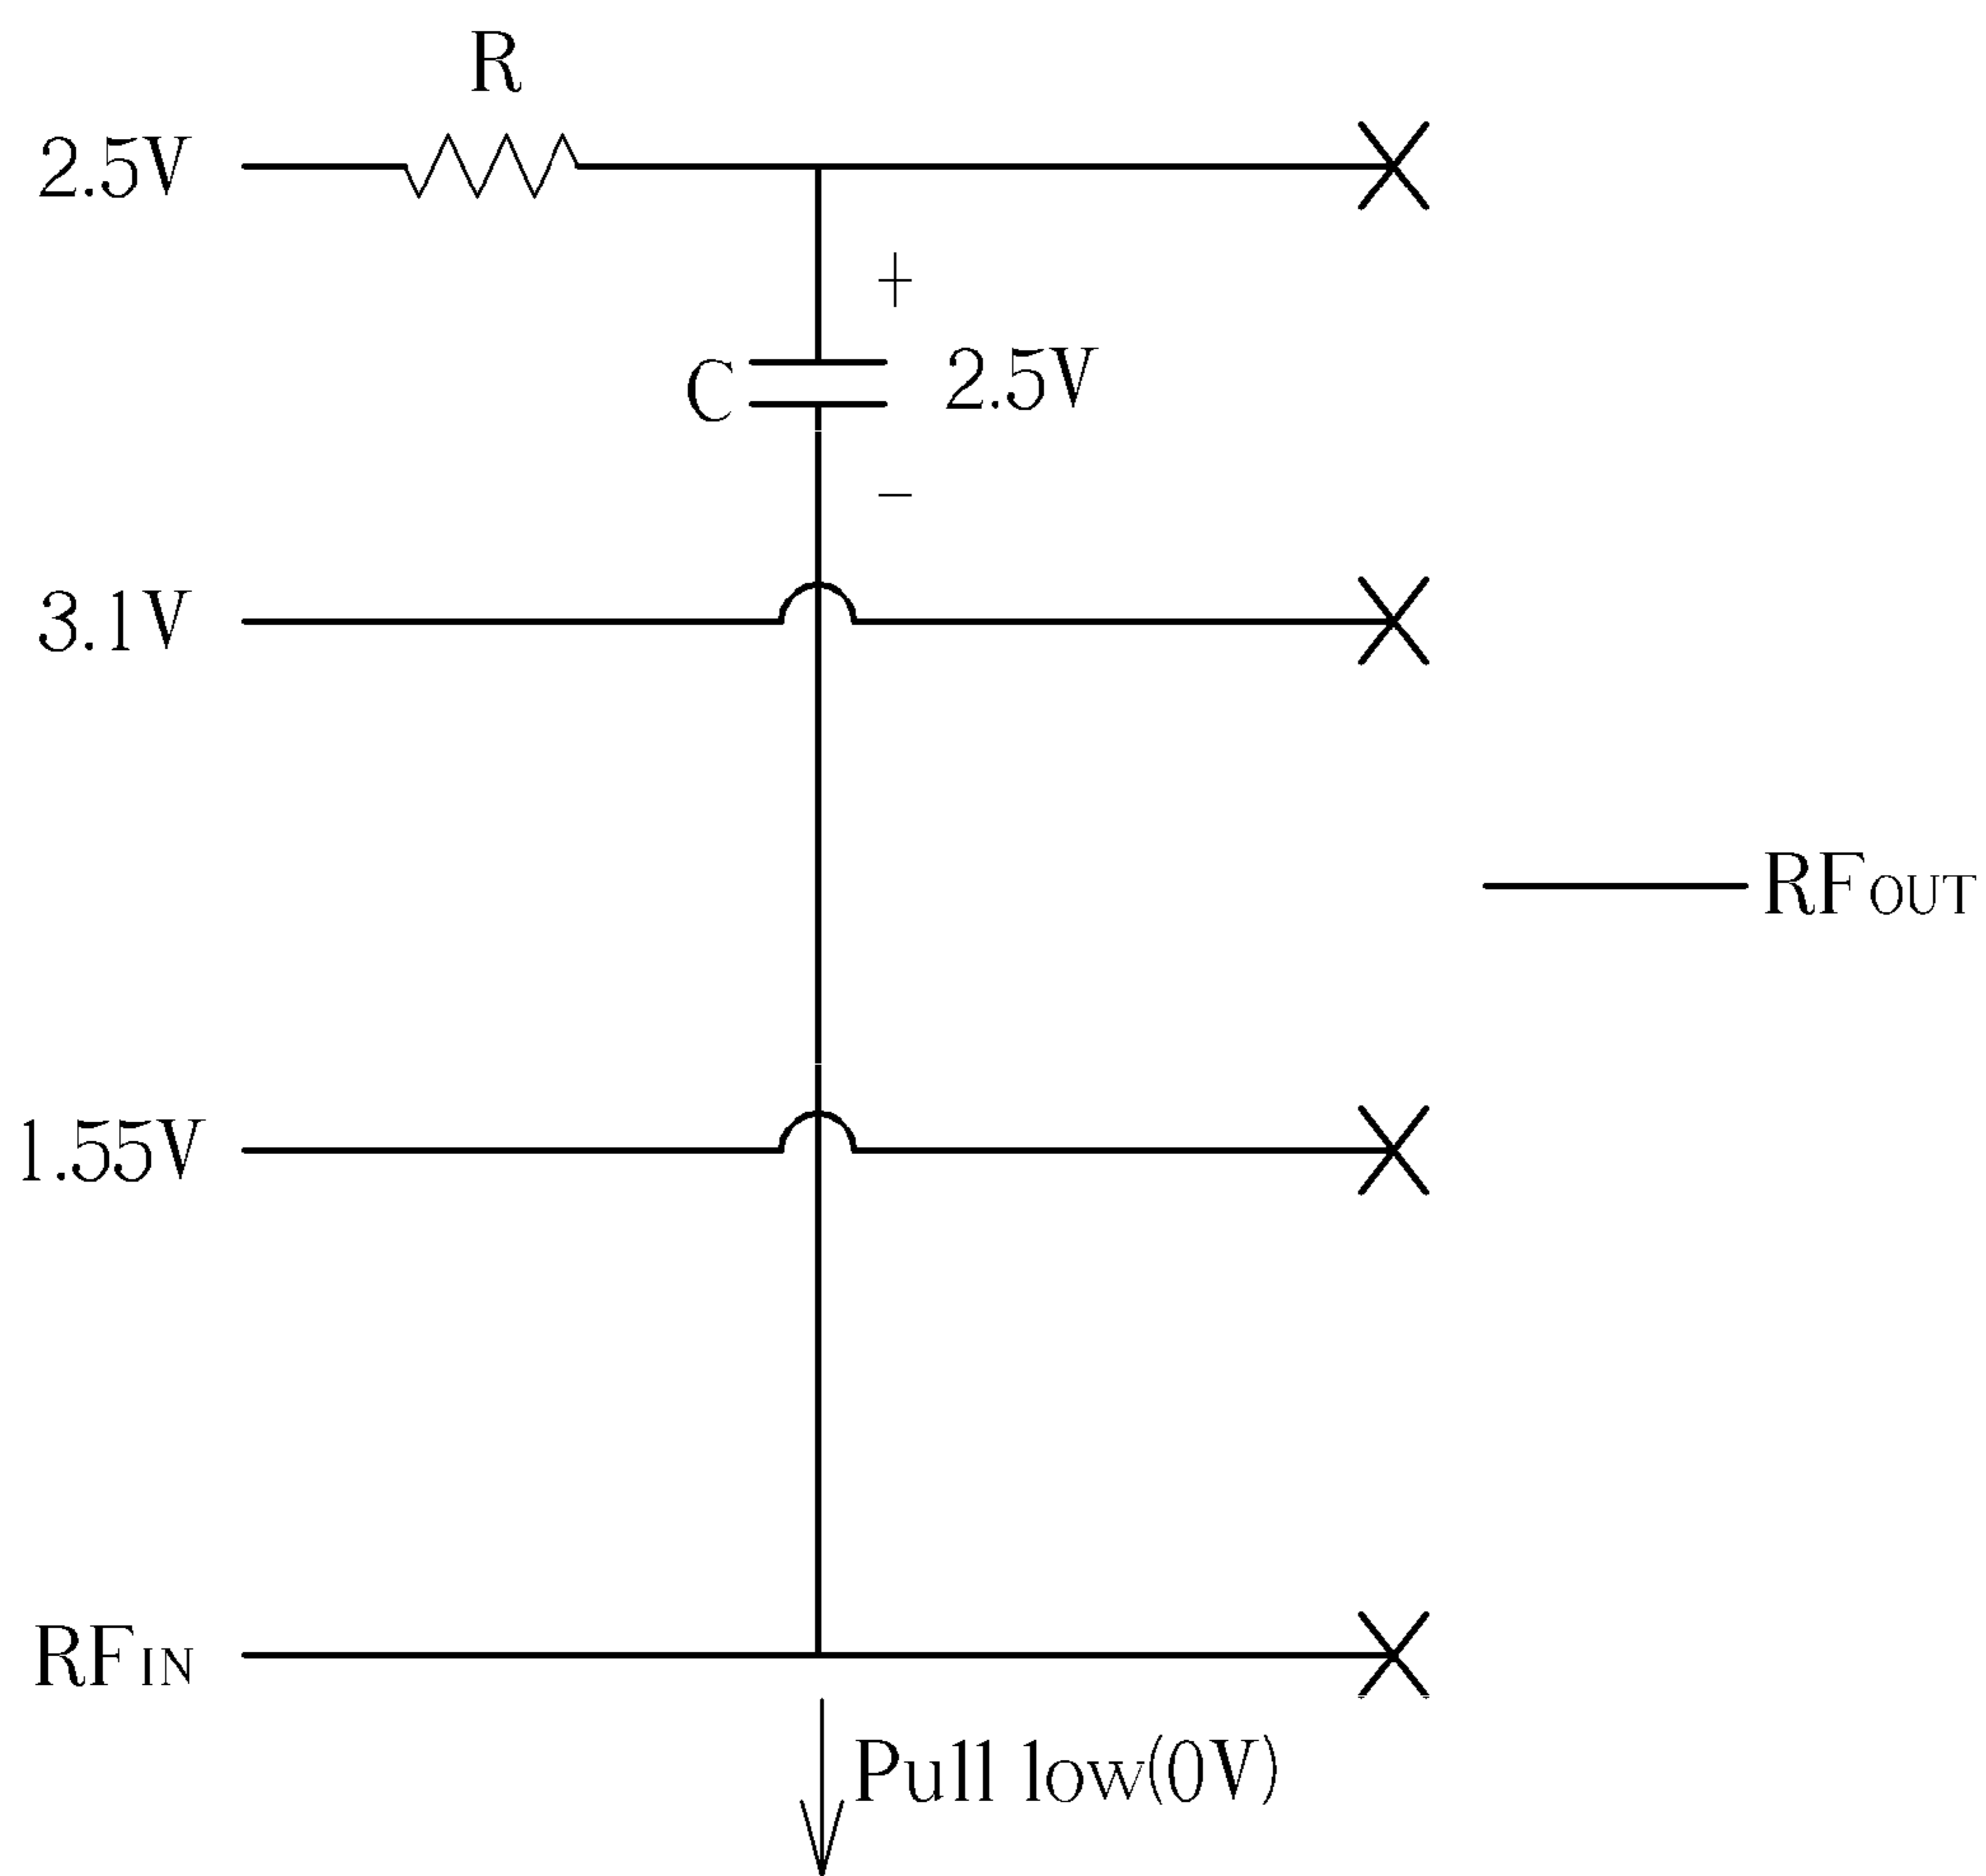 R
2.5V
+
C
2.5V
−
3.1V
RFOUT
1.55V
RFIN
Pull low(0V)